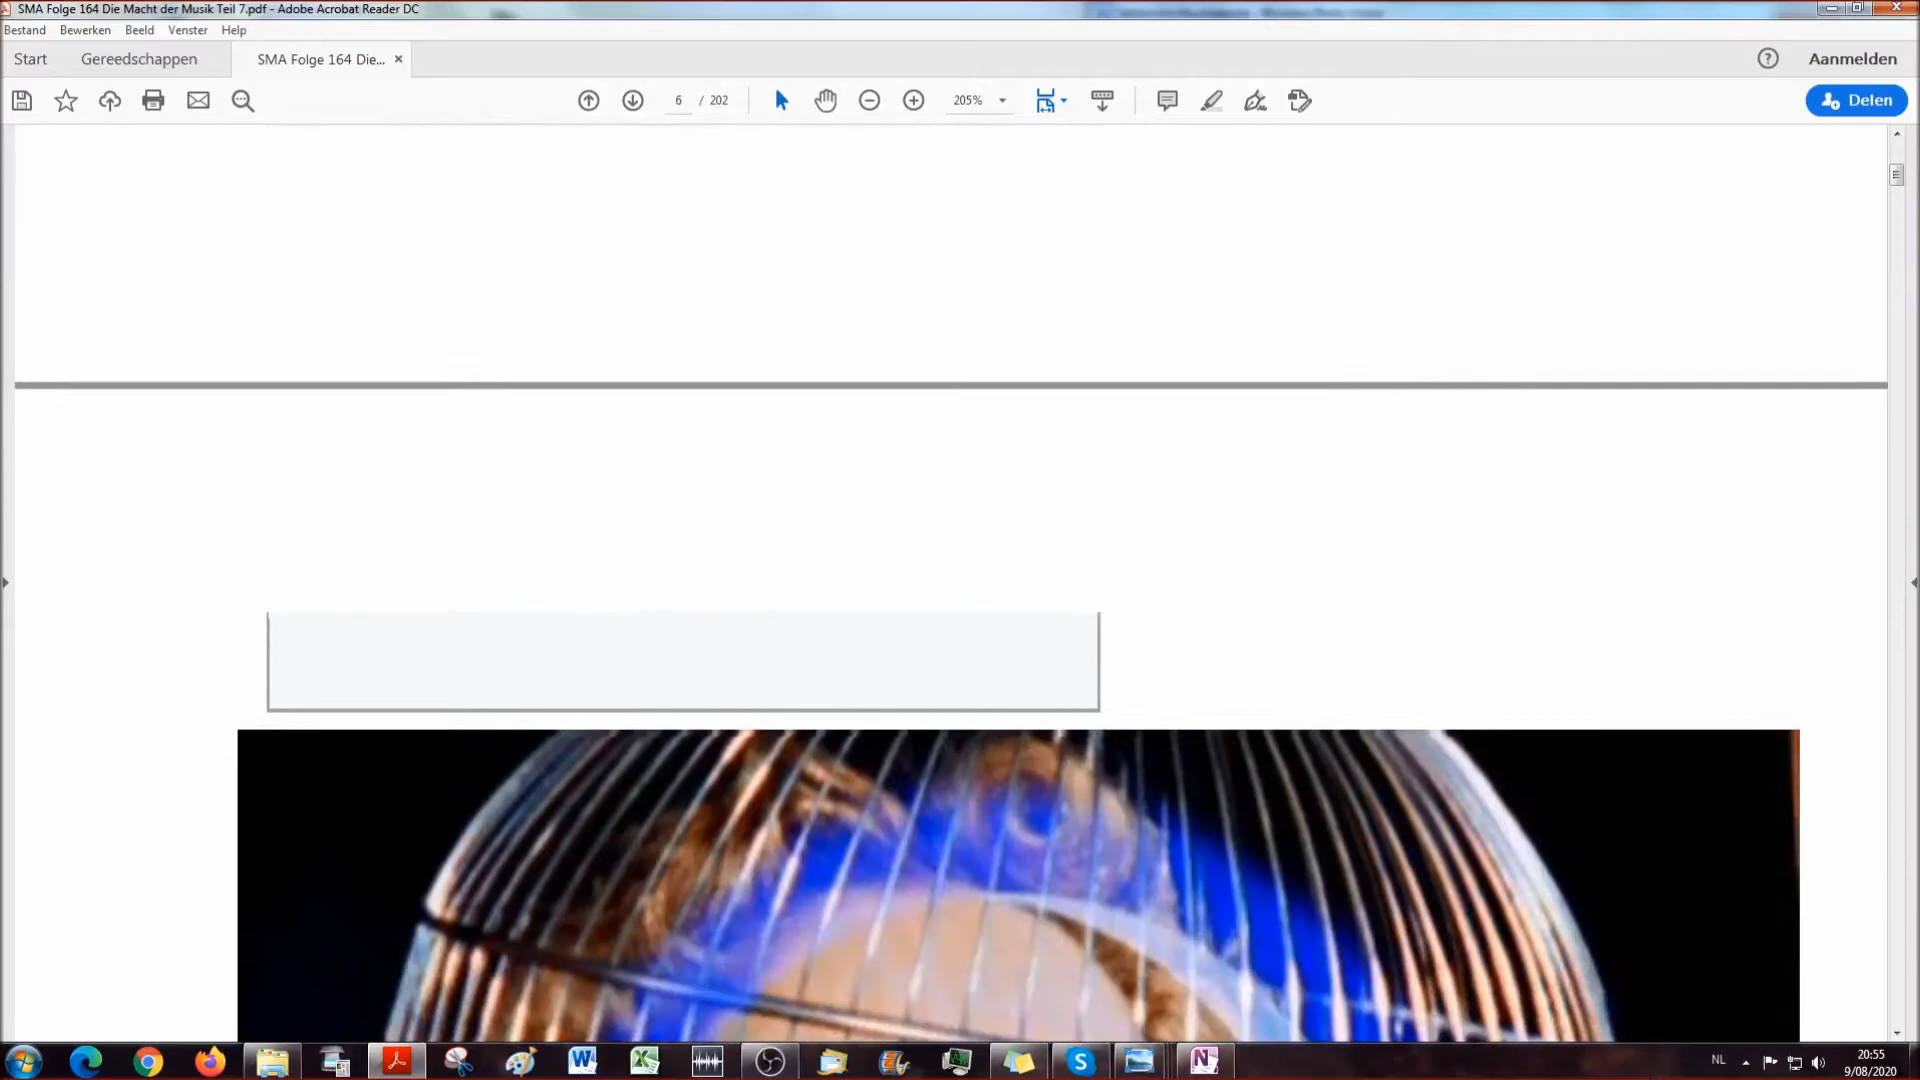 SMA Folge 164 Die Macht der Musik Teil 7.pdf - Adobe Acrobat Reader DC
Bestand Bewerken Beeld Venster Help
Start Gereedschappen SMA Folge 164 Die... × Aanmelden
6 / 202 205% Delen
NL 20:55
9/08/2020